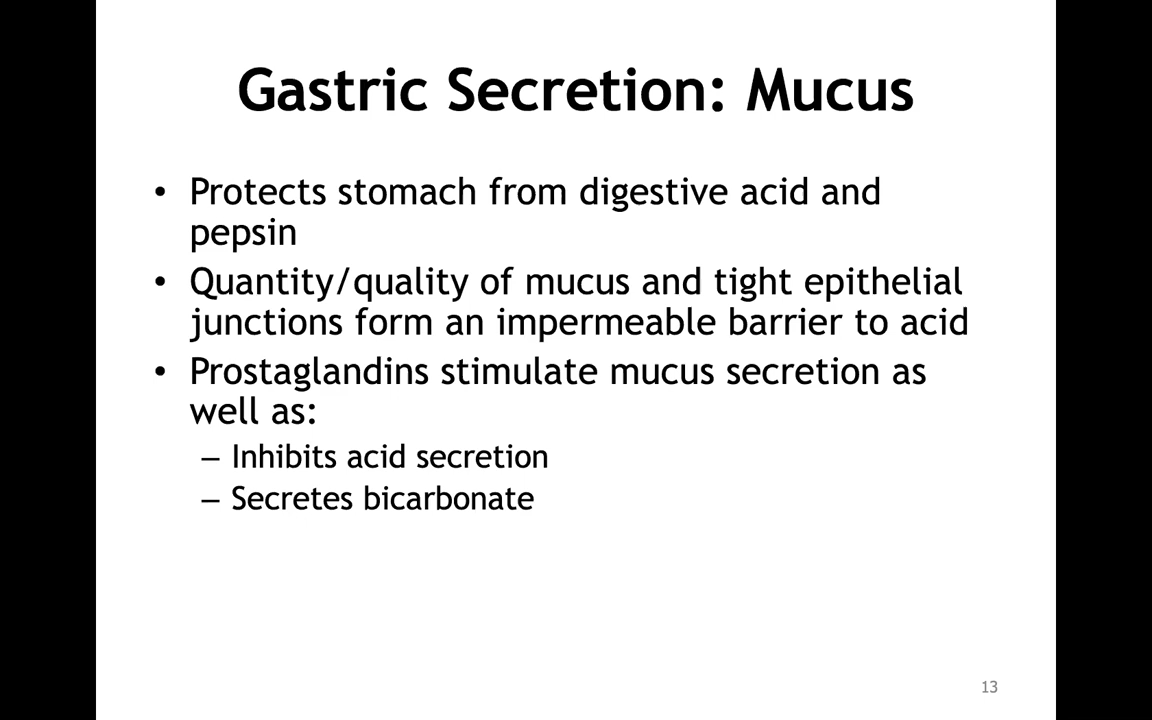 Gastric Secretion: Mucus
• Protects stomach from digestive acid and
pepsin
• Quantity/quality of mucus and tight epithelial
junctions form an impermeable barrier to acid
• Prostaglandins stimulate mucus secretion as
well as:
– Inhibits acid secretion
– Secretes bicarbonate
13